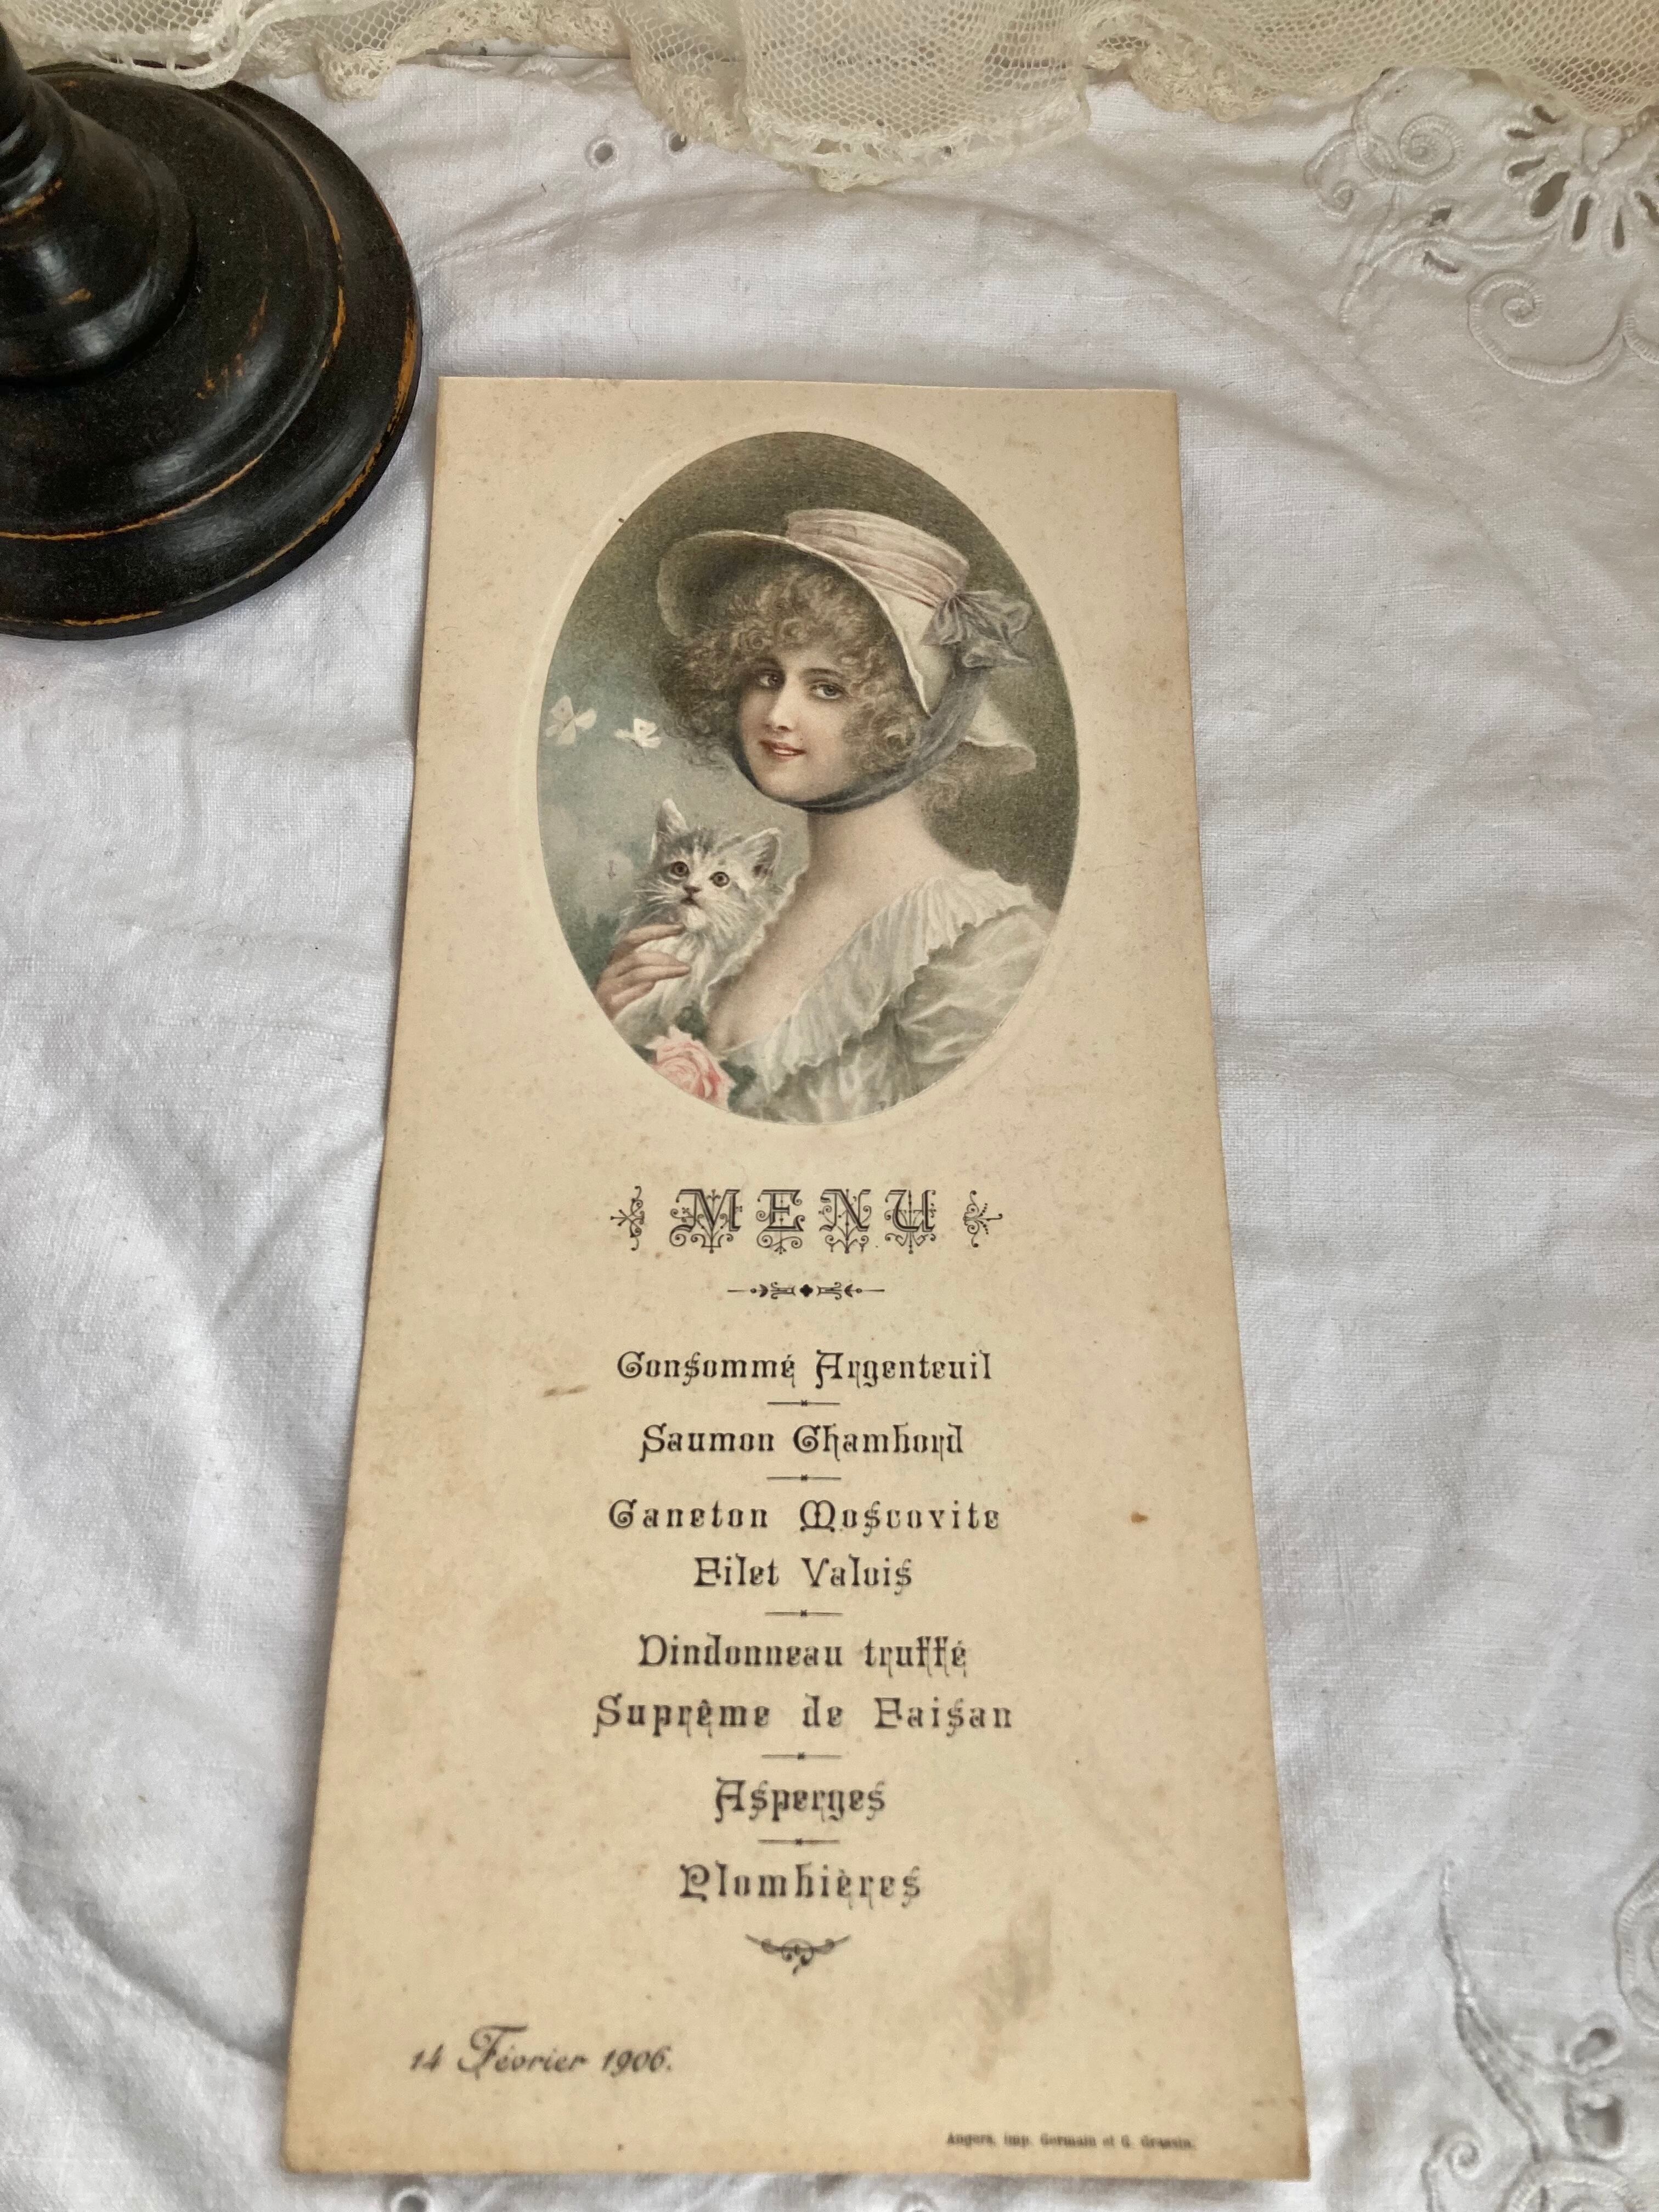 MENU
Consommé Argenteuil
Saumon Chambord
Caneton Moscovite
Filet Valois
Dindonneau truffé
Suprême de Faisan
Asperges
Plombières
14 Février 1906.
Angers, imp. Germain et G. Grassin.